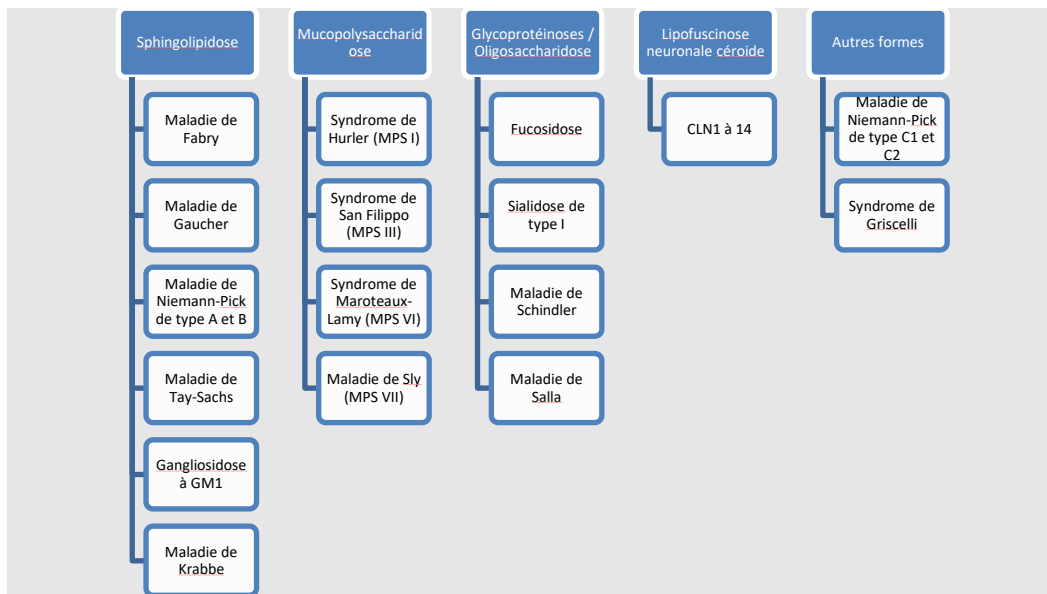 Sphingolipidose
Mucopolysaccharid
ose
Glycoprotéinoses /
Oligosaccharidose
Lipofuscinose
neuronale céroide
Autres formes
Maladie de
Fabry
Maladie de
Gaucher
Maladie de
Niemann-Pick
de type A et B
Maladie de
Tay-Sachs
Gangliosidose
à GM1
Maladie de
Krabbe
Syndrome de
Hurler (MPS I)
Syndrome de
San Filippo
(MPS III)
Syndrome de
Maroteaux-
Lamy (MPS VI)
Maladie de Sly
(MPS VII)
Fucosidose
Sialidose de
type I
Maladie de
Schindler
Maladie de
Salla
CLN1 à 14
Maladie de
Niemann-Pick
de type C1 et
C2
Syndrome de
Griscelli